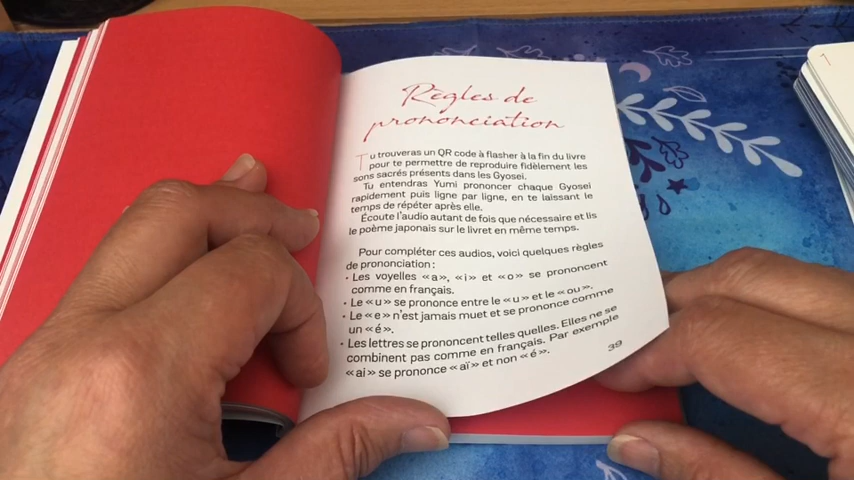 Règles de
prononciation
Tu trouveras un QR code à flasher à la fin du livre
pour te permettre de reproduire fidèlement les
sons sacrés présents dans les Gyosei.
Tu entendras Yumi prononcer chaque Gyosei
rapidement puis ligne par ligne, en te laissant le
temps de répéter après elle.
Écoute l'audio autant de fois que nécessaire et lis
le poème japonais sur le livret en même temps.
Pour compléter ces audios, voici quelques règles
de prononciation :
• Les voyelles « a », « i » et « o » se prononcent
comme en français.
• Le « u » se prononce entre le « u » et le « ou ».
• Le « e » n'est jamais muet et se prononce comme
un « é ».
• Les lettres se prononcent telles quelles. Elles ne se
combinent pas comme en français. Par exemple
« ai » se prononce « aï » et non « é ».
39
1